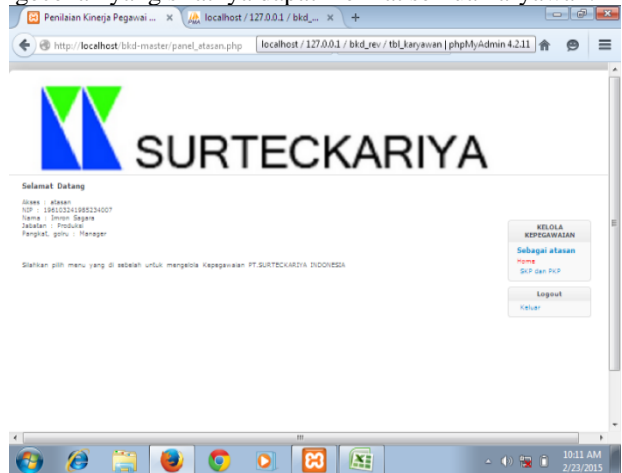 Penilaian Kinerja Pegawai ... × localhost / 127.0.0.1 / bkd_... × +
http://localhost/bkd-master/panel_atasan.php
localhost / 127.0.0.1 / bkd_rev / tbl_karyawan | phpMyAdmin 4.2.11
SURTECKARIYA
Selamat Datang
Akses : atasan
NIP : 196103241985234007
Nama : Imron Sagara
Jabatan : Produksi
Pangkat, golru : Manager
Silahkan pilih menu yang di sebelah untuk mengelola Kepegawaian PT.SURTECKARIYA INDONESIA
KELOLA
KEPEGAWAIAN
Sebagai atasan
Home
SKP dan PKP
Logout
Keluar
10:11 AM
2/23/2015